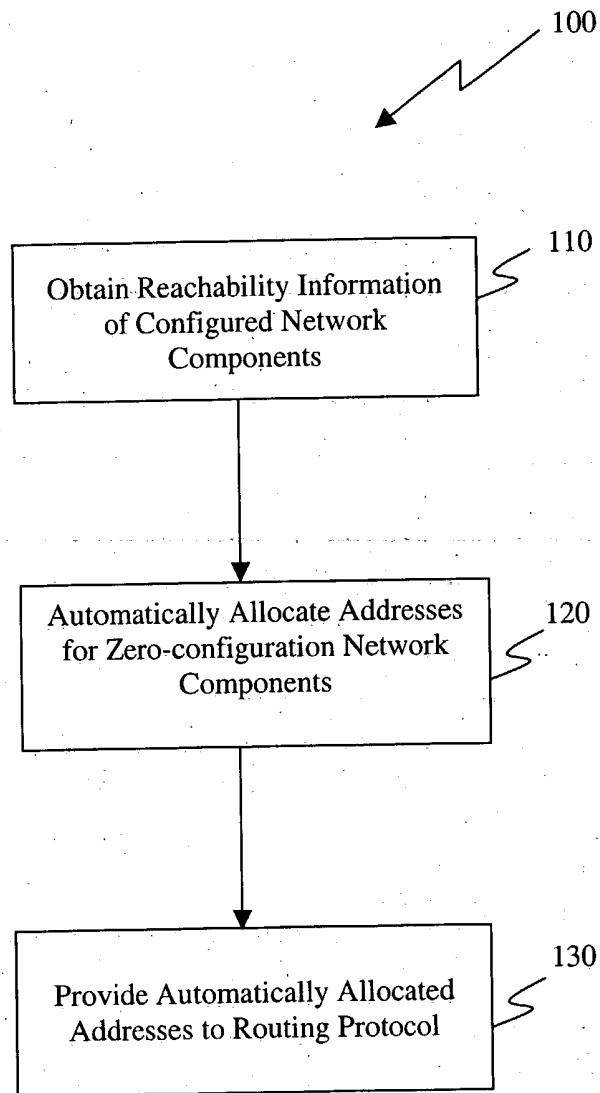 100
110
Obtain Reachability Information
of Configured Network
Components
120
Automatically Allocate Addresses
for Zero-configuration Network
Components
130
Provide Automatically Allocated
Addresses to Routing Protocol